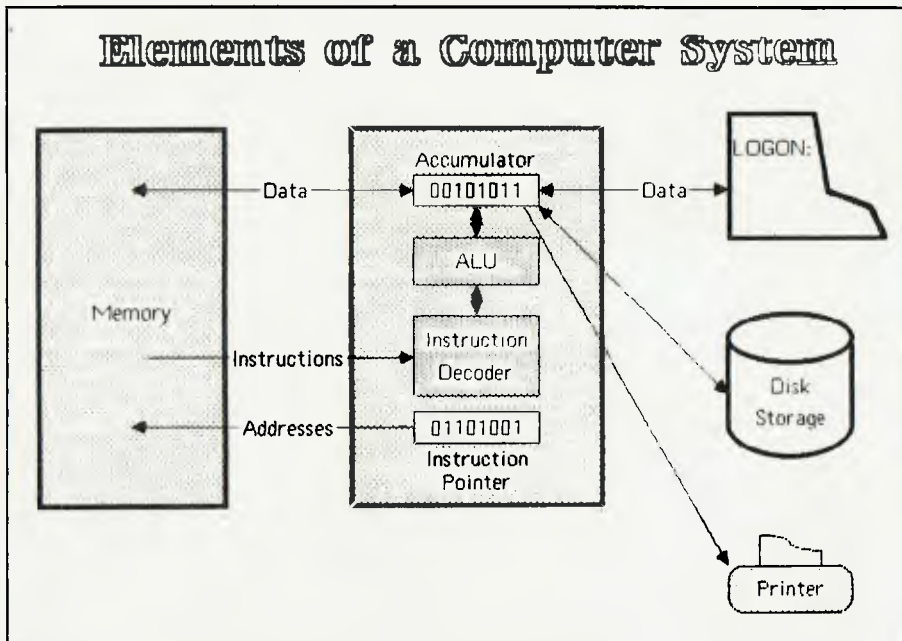 Elements of a Computer System
Accumulator
00101011
Data
Data
LOGON:
ALU
Memory
Instruction
Decoder
Instructions
Disk
Storage
Addresses
01101001
Instruction
Pointer
Printer